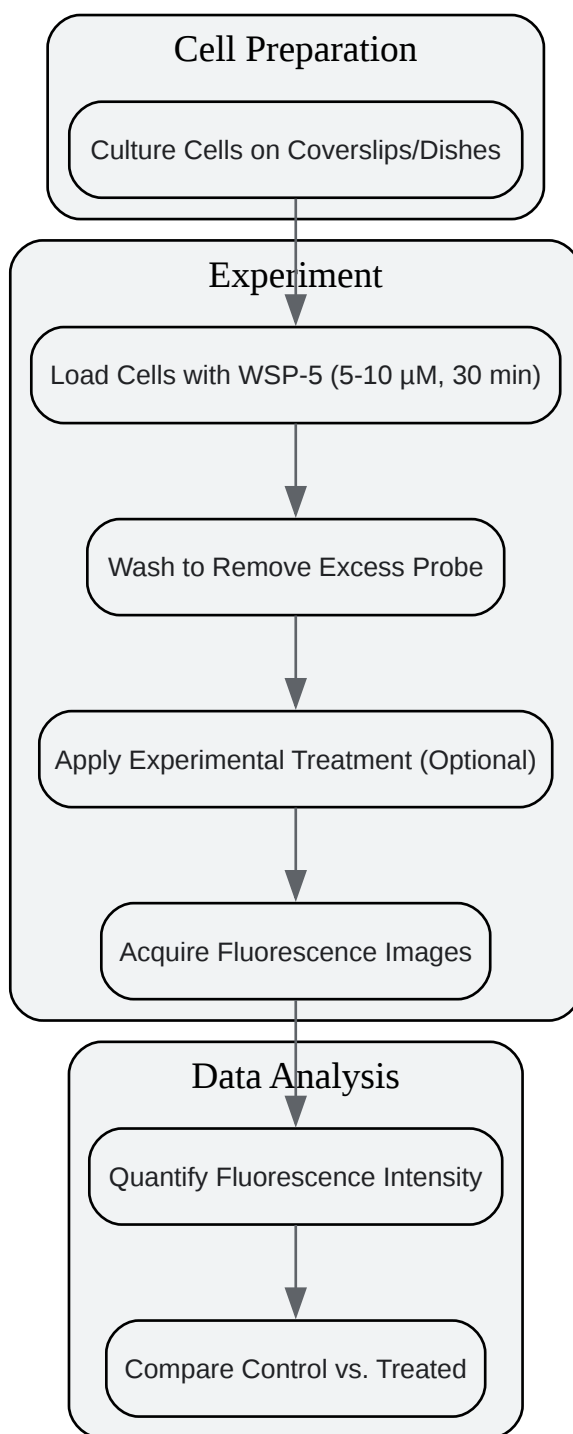 Cell Preparation
Culture Cells on Coverslips/Dishes
Experiment
Load Cells with WSP-5 (5-10 µM, 30 min)
Wash to Remove Excess Probe
Apply Experimental Treatment (Optional)
Acquire Fluorescence Images
Data Analysis
Quantify Fluorescence Intensity
Compare Control vs. Treated